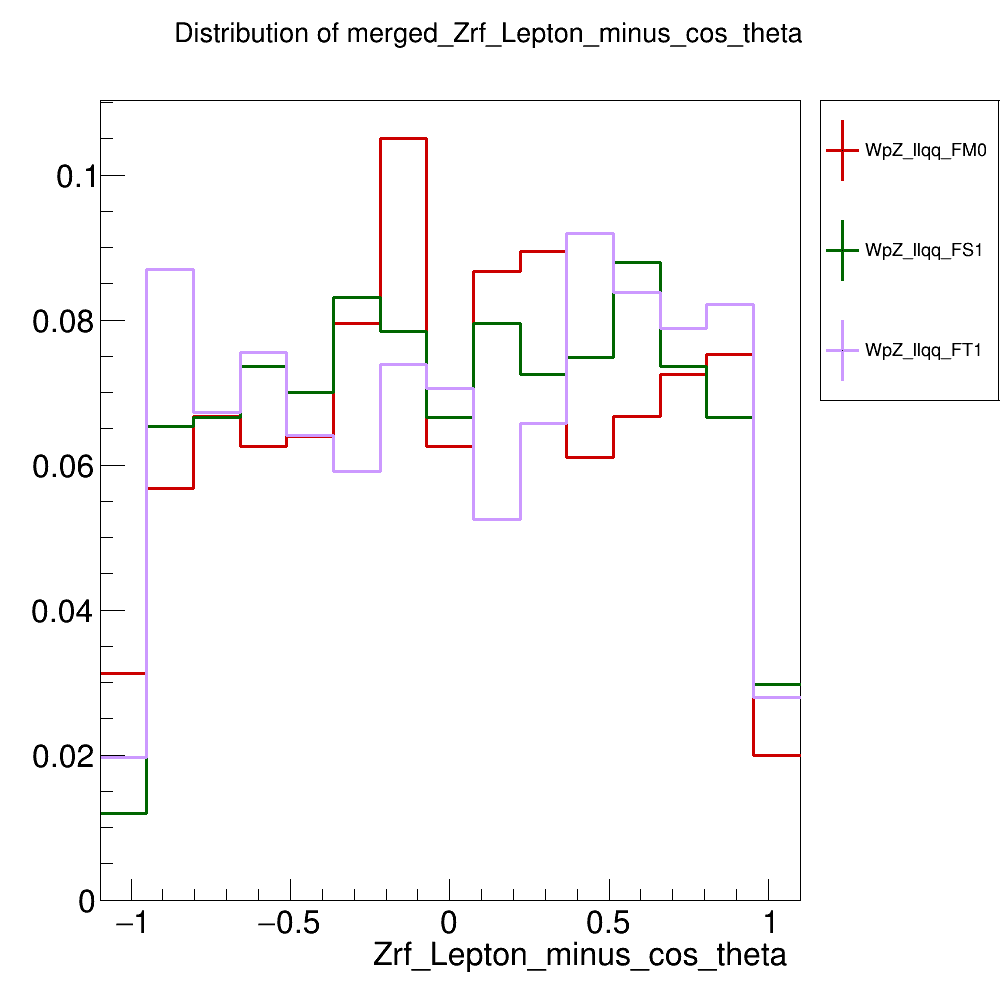 Distribution of merged_Zrf_Lepton_minus_cos_theta
WpZ_llqq_FM0
WpZ_llqq_FS1
WpZ_llqq_FT1
0.1
0.08
0.06
0.04
0.02
0
−1 −0.5 0 0.5 1
Zrf_Lepton_minus_cos_theta